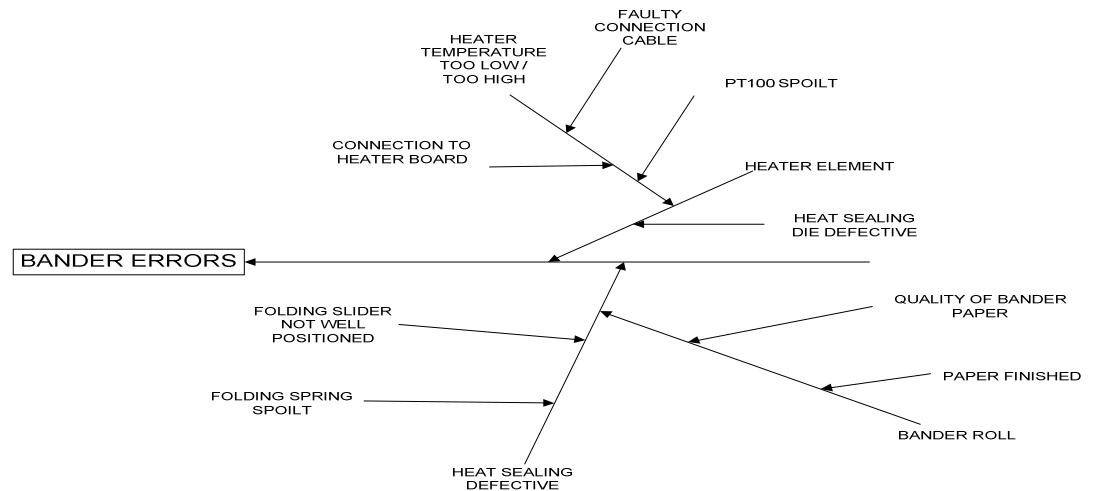 FAULTY
CONNECTION
CABLE
HEATER
TEMPERATURE
TOO LOW /
TOO HIGH
PT100 SPOILT
CONNECTION TO
HEATER BOARD
HEATER ELEMENT
HEAT SEALING
DIE DEFECTIVE
BANDER ERRORS
FOLDING SLIDER
NOT WELL
POSITIONED
QUALITY OF BANDER
PAPER
PAPER FINISHED
FOLDING SPRING
SPOILT
BANDER ROLL
HEAT SEALING
DEFECTIVE